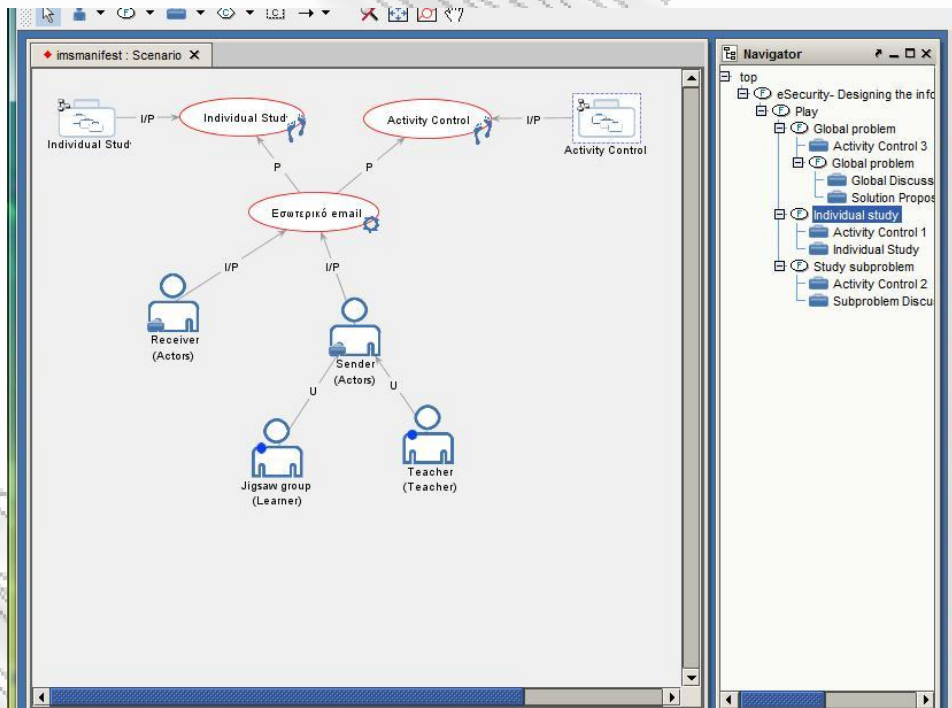 imsmanifest : Scenario
Individual Stud
I/P
Individual Stud
Activity Control
I/P
Activity Control
P
P
Εσωτερικό email
I/P
I/P
Receiver
(Actors)
Sender
(Actors)
U
U
Jigsaw group
(Learner)
Teacher
(Teacher)
Navigator
top
F eSecurity- Designing the info
F Play
F Global problem
Activity Control 3
F Global problem
Global Discuss
Solution Propos
F Individual study
Activity Control 1
Individual Study
F Study subproblem
Activity Control 2
Subproblem Discu